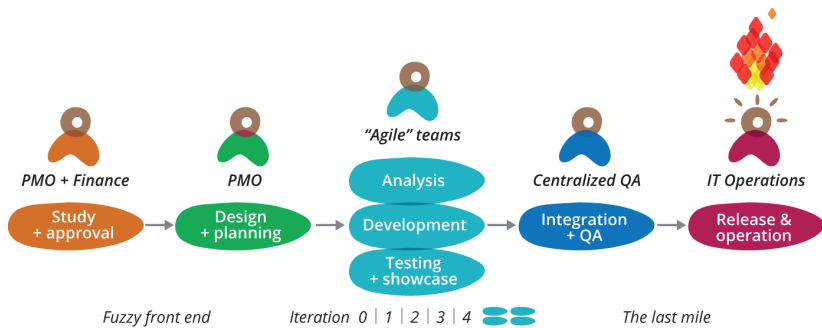 PMO + Finance
PMO
“Agile” teams
Centralized QA
IT Operations
Study
+ approval
Design
+ planning
Analysis
Development
Testing
+ showcase
Integration
+ QA
Release &
operation
Fuzzy front end
Iteration 0 | 1 | 2 | 3 | 4
The last mile